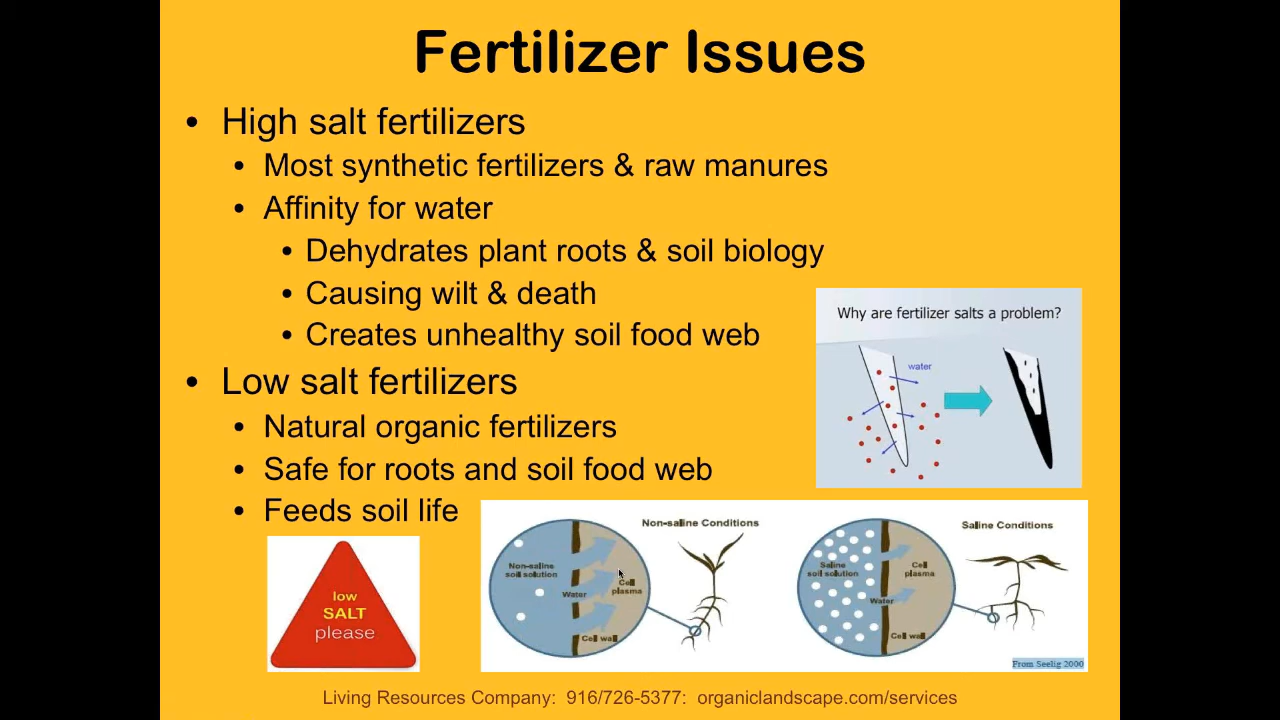 Fertilizer Issues
• High salt fertilizers
• Most synthetic fertilizers & raw manures
• Affinity for water
• Dehydrates plant roots & soil biology
• Causing wilt & death
• Creates unhealthy soil food web
• Low salt fertilizers
• Natural organic fertilizers
• Safe for roots and soil food web
• Feeds soil life
Why are fertilizer salts a problem?
water
low
SALT
please
Non-saline Conditions
Non-saline
soil solution
Water
Cell
plasma
Cell wall
Saline Conditions
Saline
soil solution
Cell
plasma
Water
Cell wall
From Seelig 2000
Living Resources Company: 916/726-5377: organiclandscape.com/services